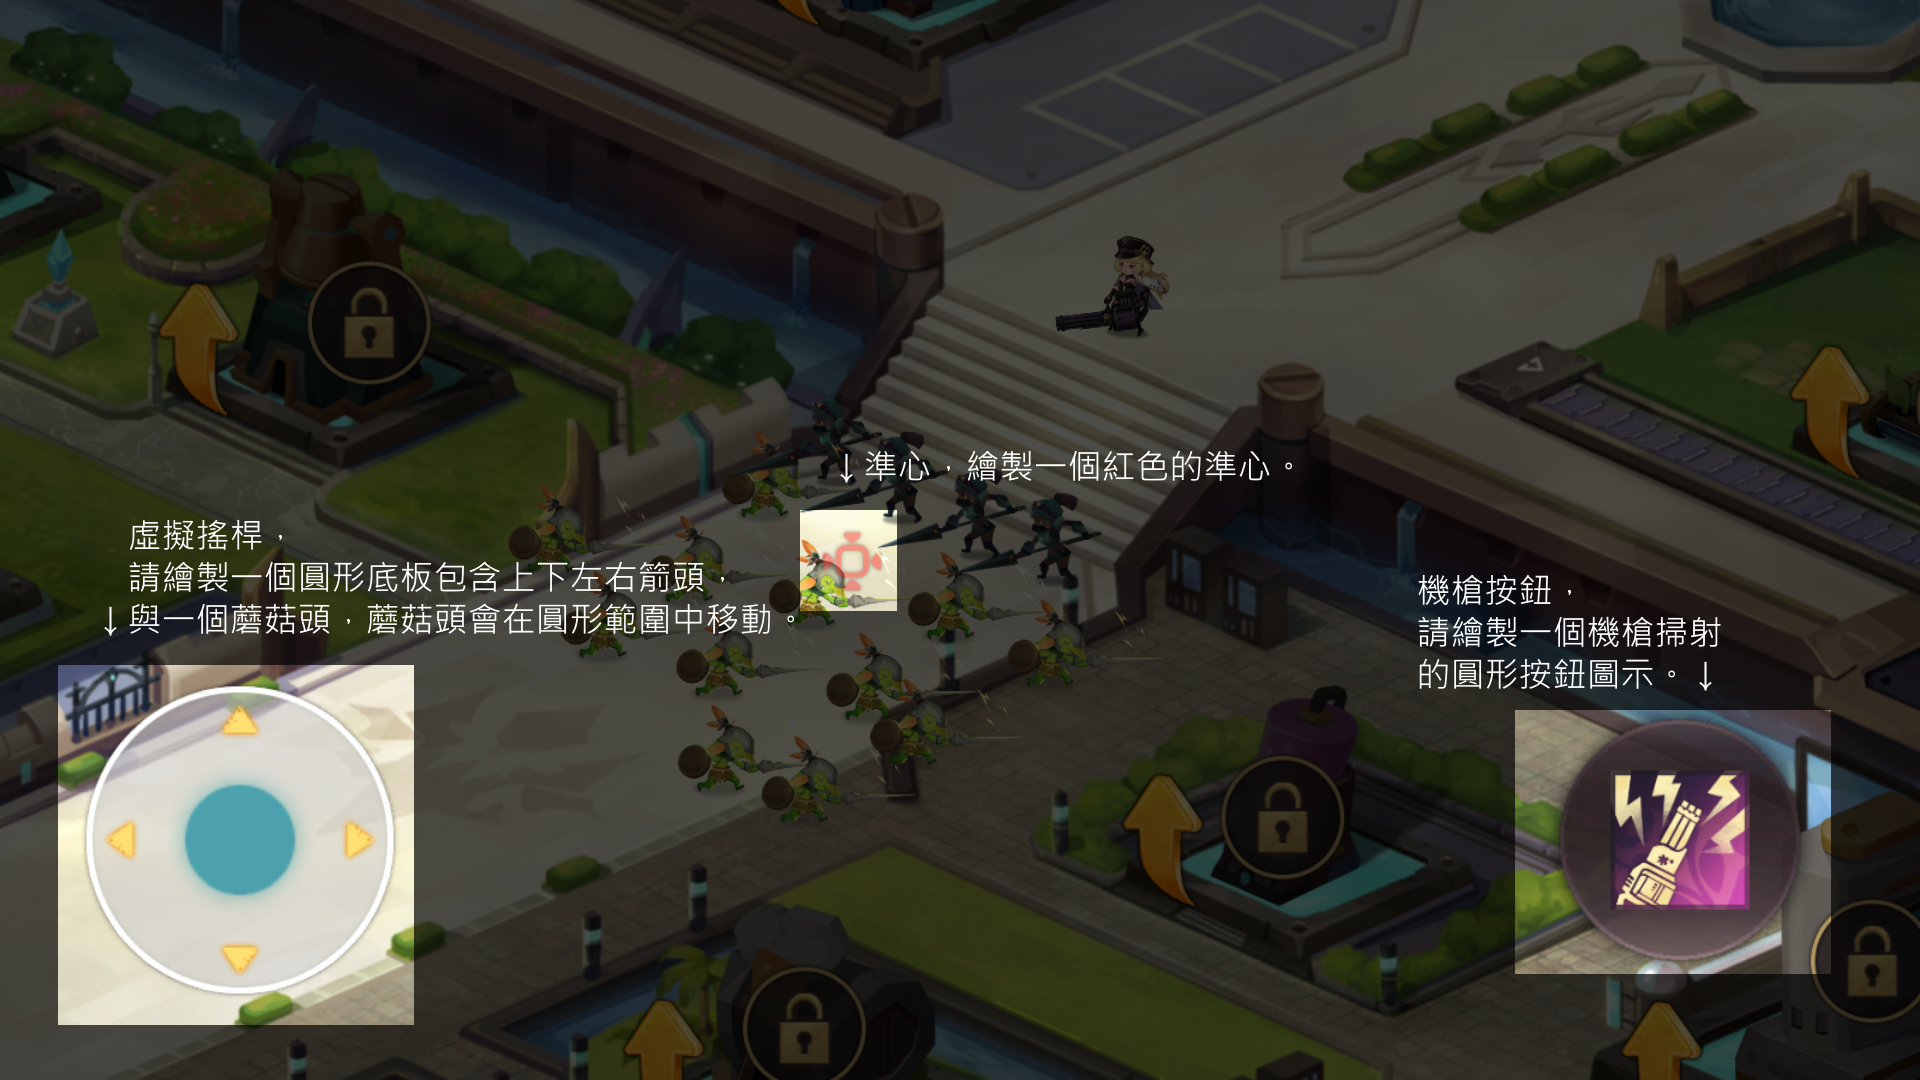 ↓準心，繪製一個紅色的準心。
虛擬搖桿，
請繪製一個圓形底板包含上下左右箭頭，
↓與一個蘑菇頭，蘑菇頭會在圓形範圍中移動。
機槍按鈕，
請繪製一個機槍掃射
的圓形按鈕圖示。↓